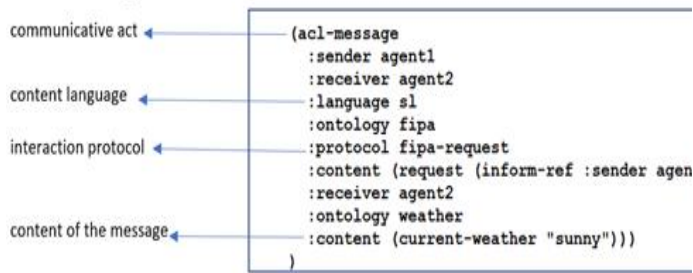 communicative act
content language
interaction protocol
content of the message
(acl-message
:sender agent1
:receiver agent2
:language sl
:ontology fipa
:protocol fipa-request
:content (request (inform-ref :sender agen
:receiver agent2
:ontology weather
:content (current-weather "sunny")))
)